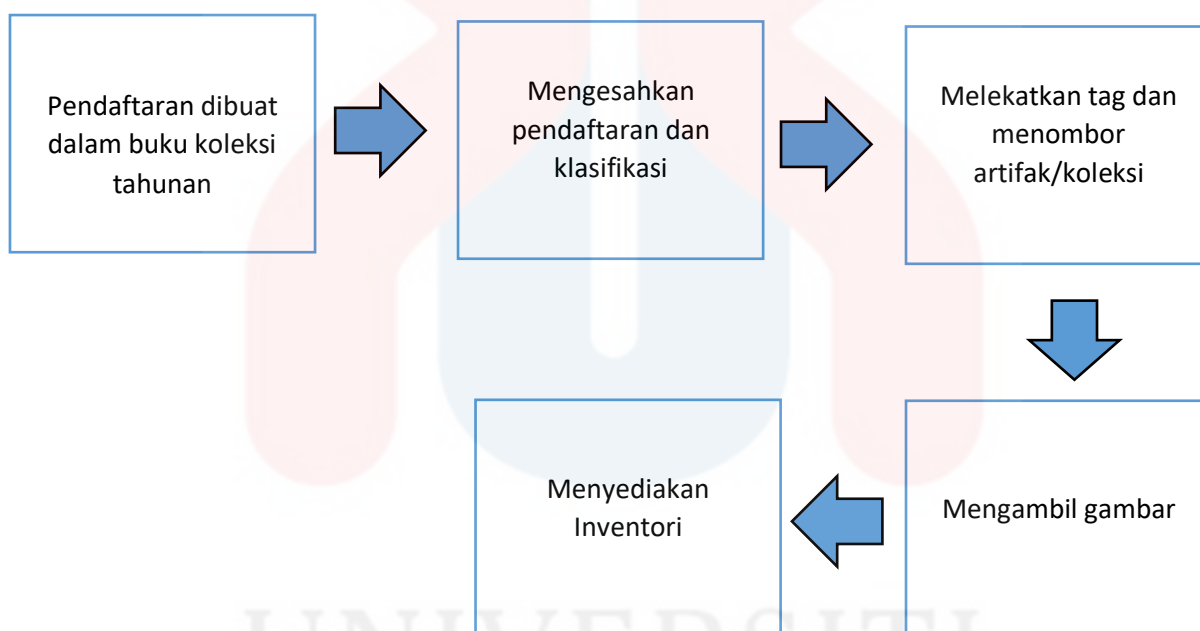 Pendaftaran dibuat
dalam buku koleksi
tahunan
Mengesahkan
pendaftaran dan
klasifikasi
Melekatkan tag dan
menombor
artifak/koleksi
Mengambil gambar
Menyediakan
Inventori
UNIVERSITI